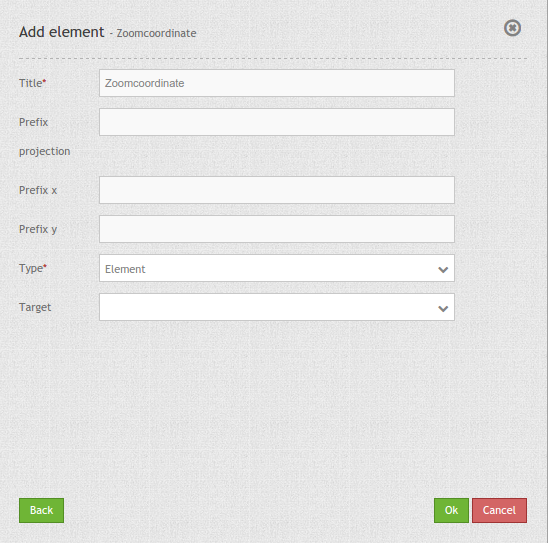 Add element - Zoomcoordinate
Title* Zoomcoordinate
Prefix
projection
Prefix x
Prefix y
Type* Element
Target
Back Ok Cancel